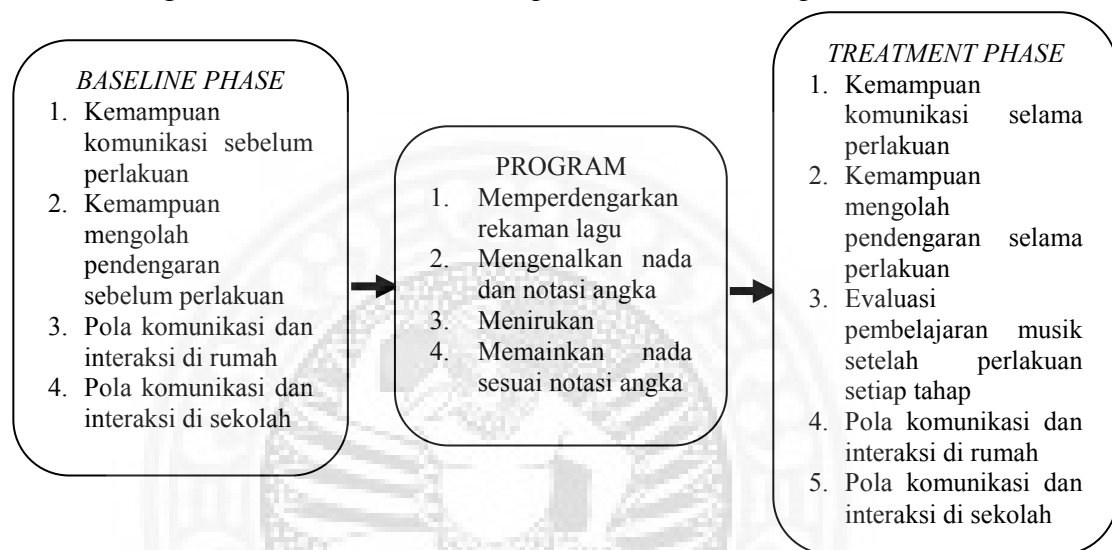 BASELINE PHASE
1. Kemampuan
komunikasi sebelum
perlakuan
2. Kemampuan
mengolah
pendengaran
sebelum perlakuan
3. Pola komunikasi dan
interaksi di rumah
4. Pola komunikasi dan
interaksi di sekolah
PROGRAM
1. Memperdengarkan
rekaman lagu
2. Mengenalkan nada
dan notasi angka
3. Menirukan
4. Memainkan nada
sesuai notasi angka
TREATMENT PHASE
1. Kemampuan
komunikasi selama
perlakuan
2. Kemampuan
mengolah
pendengaran selama
perlakuan
3. Evaluasi
pembelajaran musik
setelah perlakuan
setiap tahap
4. Pola komunikasi dan
interaksi di rumah
5. Pola komunikasi dan
interaksi di sekolah